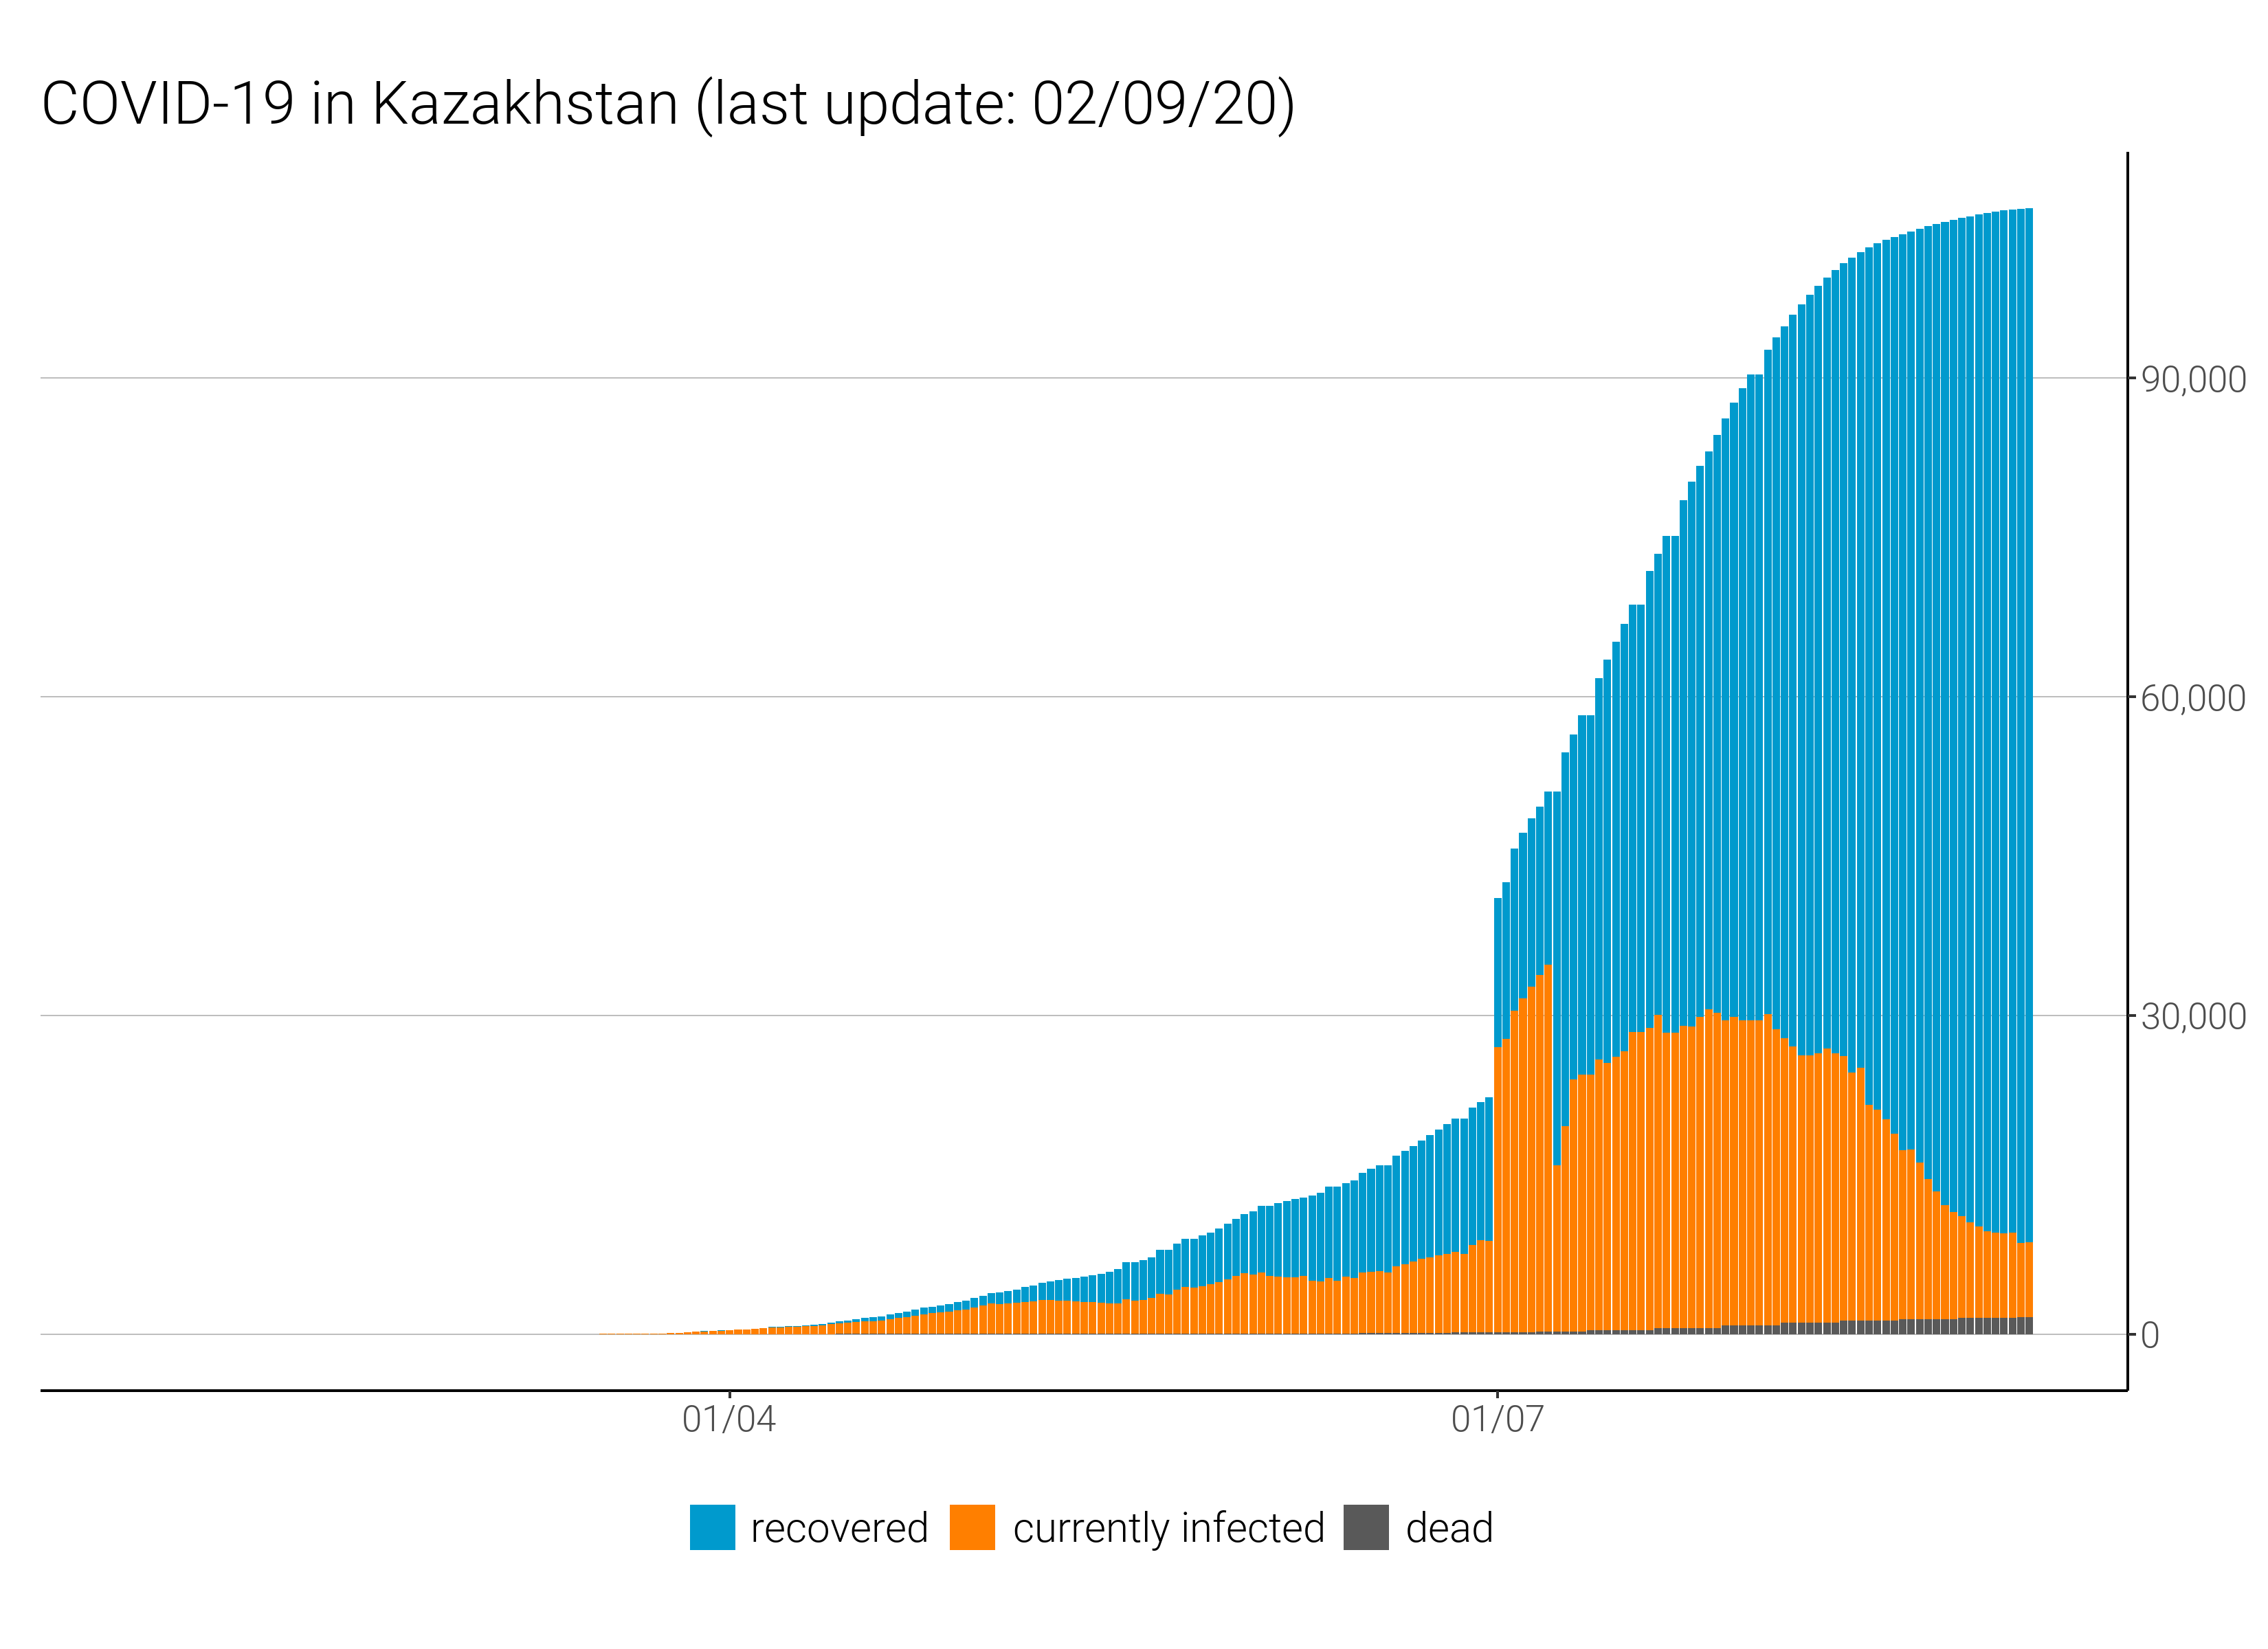 COVID-19 in Kazakhstan (last update: 02/09/20)
90,000
60,000
30,000
0
01/04 01/07
recovered currently infected dead